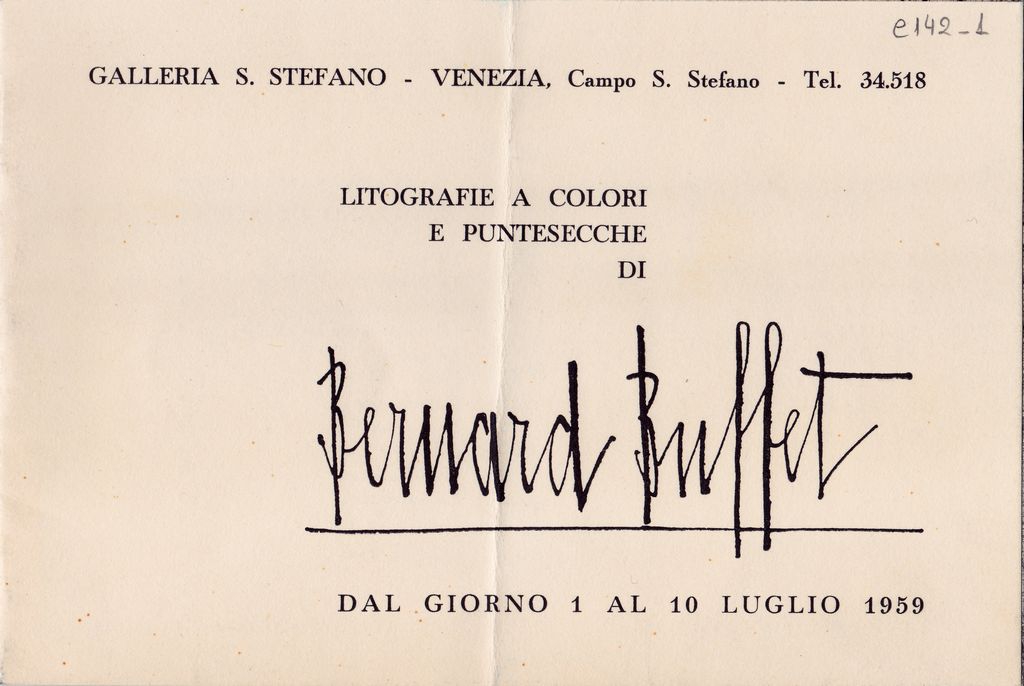 e142-1
GALLERIA S. STEFANO - VENEZIA, Campo S. Stefano - Tel. 34.518
LITOGRAFIE A COLORI
E PUNTESECCHE
DI
Bernard Buffet
DAL GIORNO 1 AL 10 LUGLIO 1959